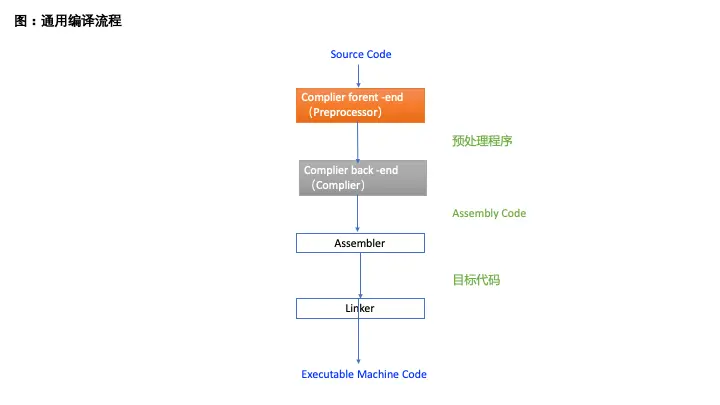 图：通用编译流程
Source Code
Complier forent -end
（Preprocessor）
预处理程序
Complier back -end
（Complier）
Assembly Code
Assembler
目标代码
Linker
Executable Machine Code